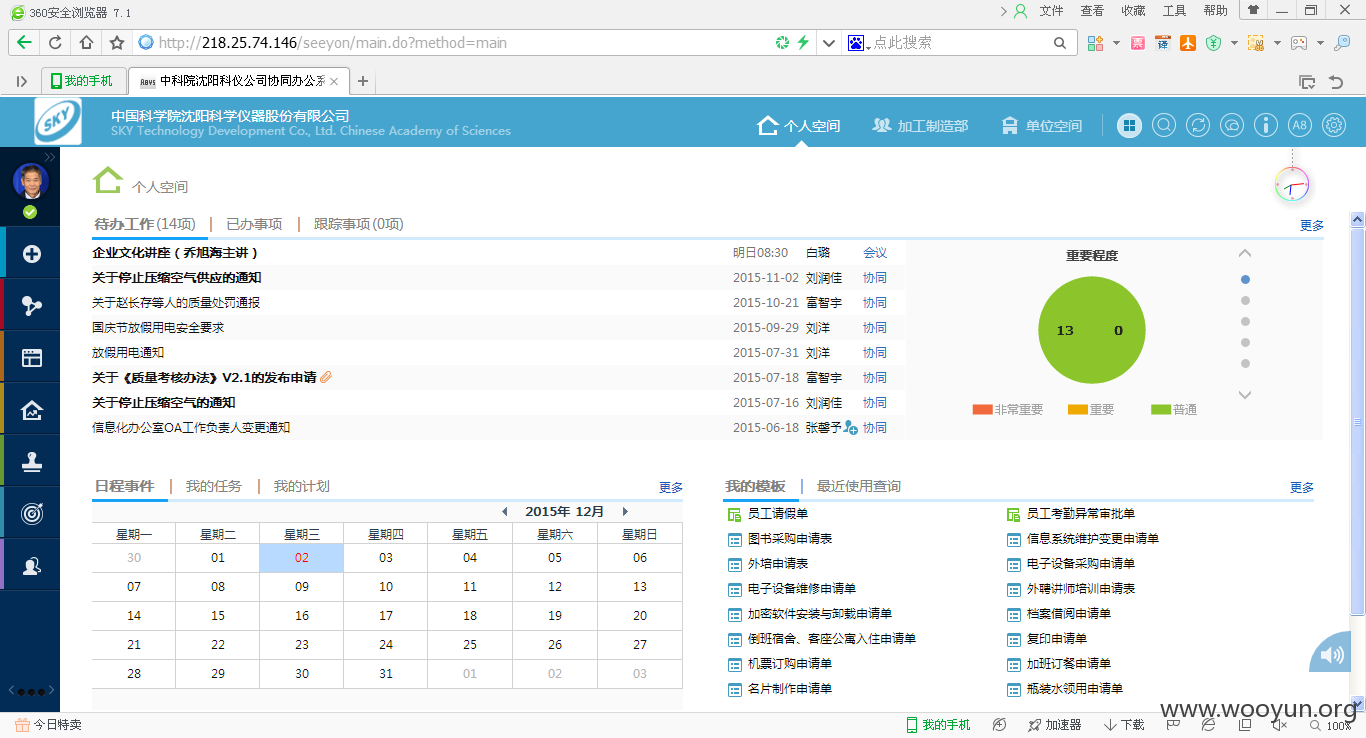 360安全浏览器 7.1 文件 查看 收藏 工具 帮助
http://218.25.74.146/seeyon/main.do?method=main 点此搜索
我的手机 中科院沈阳科仪公司协同办公系
SKY 中国科学院沈阳科学仪器股份有限公司
SKY Technology Development Co., Ltd. Chinese Academy of Sciences
个人空间 加工制造部 单位空间 A8
个人空间
待办工作(14项) | 已办事项 | 跟踪事项(0项) 更多
企业文化讲座（乔旭海主讲） 明日08:30 白璐 会议
关于停止压缩空气供应的通知 2015-11-02 刘润佳 协同
关于赵长存等人的质量处罚通报 2015-10-21 富智宇 协同
国庆节放假用电安全要求 2015-09-29 刘洋 协同
放假用电通知 2015-07-31 刘洋 协同
关于《质量考核办法》V2.1的发布申请 2015-07-18 富智宇 协同
关于停止压缩空气的通知 2015-07-16 刘润佳 协同
信息化办公室OA工作负责人变更通知 2015-06-18 张馨予 协同
重要程度
13 0
非常重要 重要 普通
日程事件 | 我的任务 | 我的计划 更多
2015年 12月
星期一 星期二 星期三 星期四 星期五 星期六 星期日
30 01 02 03 04 05 06
07 08 09 10 11 12 13
14 15 16 17 18 19 20
21 22 23 24 25 26 27
28 29 30 31 01 02 03
我的模板 | 最近使用查询 更多
员工请假单 员工考勤异常审批单
图书采购申请表 信息系统维护变更申请单
外培申请表 电子设备采购申请单
电子设备维修申请单 外聘讲师培训申请表
加密软件安装与卸载申请单 档案借阅申请单
倒班宿舍、客座公寓入住申请单 复印申请单
机票订购申请单 加班订餐申请单
名片制作申请单 瓶装水领用申请单
www.wooyun.org
今日特卖 我的手机 加速器 下载 100%